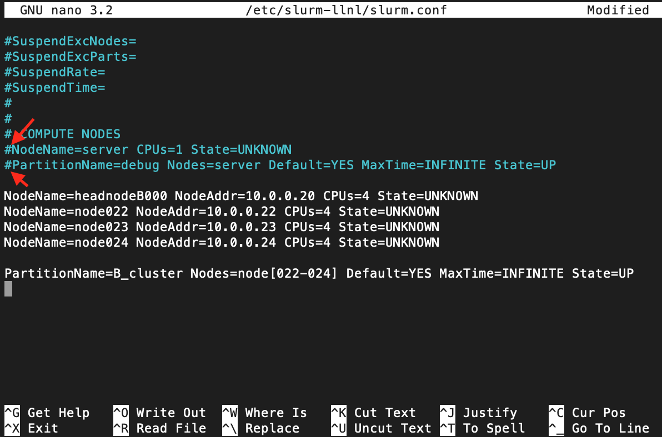 GNU nano 3.2 /etc/slurm-llnl/slurm.conf Modified
#SuspendExcNodes=
#SuspendExcParts=
#SuspendRate=
#SuspendTime=
#
#
# COMPUTE NODES
#NodeName=server CPUs=1 State=UNKNOWN
#PartitionName=debug Nodes=server Default=YES MaxTime=INFINITE State=UP
NodeName=headnodeB000 NodeAddr=10.0.0.20 CPUs=4 State=UNKNOWN
NodeName=node022 NodeAddr=10.0.0.22 CPUs=4 State=UNKNOWN
NodeName=node023 NodeAddr=10.0.0.23 CPUs=4 State=UNKNOWN
NodeName=node024 NodeAddr=10.0.0.24 CPUs=4 State=UNKNOWN
PartitionName=B_cluster Nodes=node[022-024] Default=YES MaxTime=INFINITE State=UP
^G Get Help ^O Write Out ^W Where Is ^K Cut Text ^J Justify ^C Cur Pos
^X Exit ^R Read File ^\ Replace ^U Uncut Text ^T To Spell ^_ Go To Line